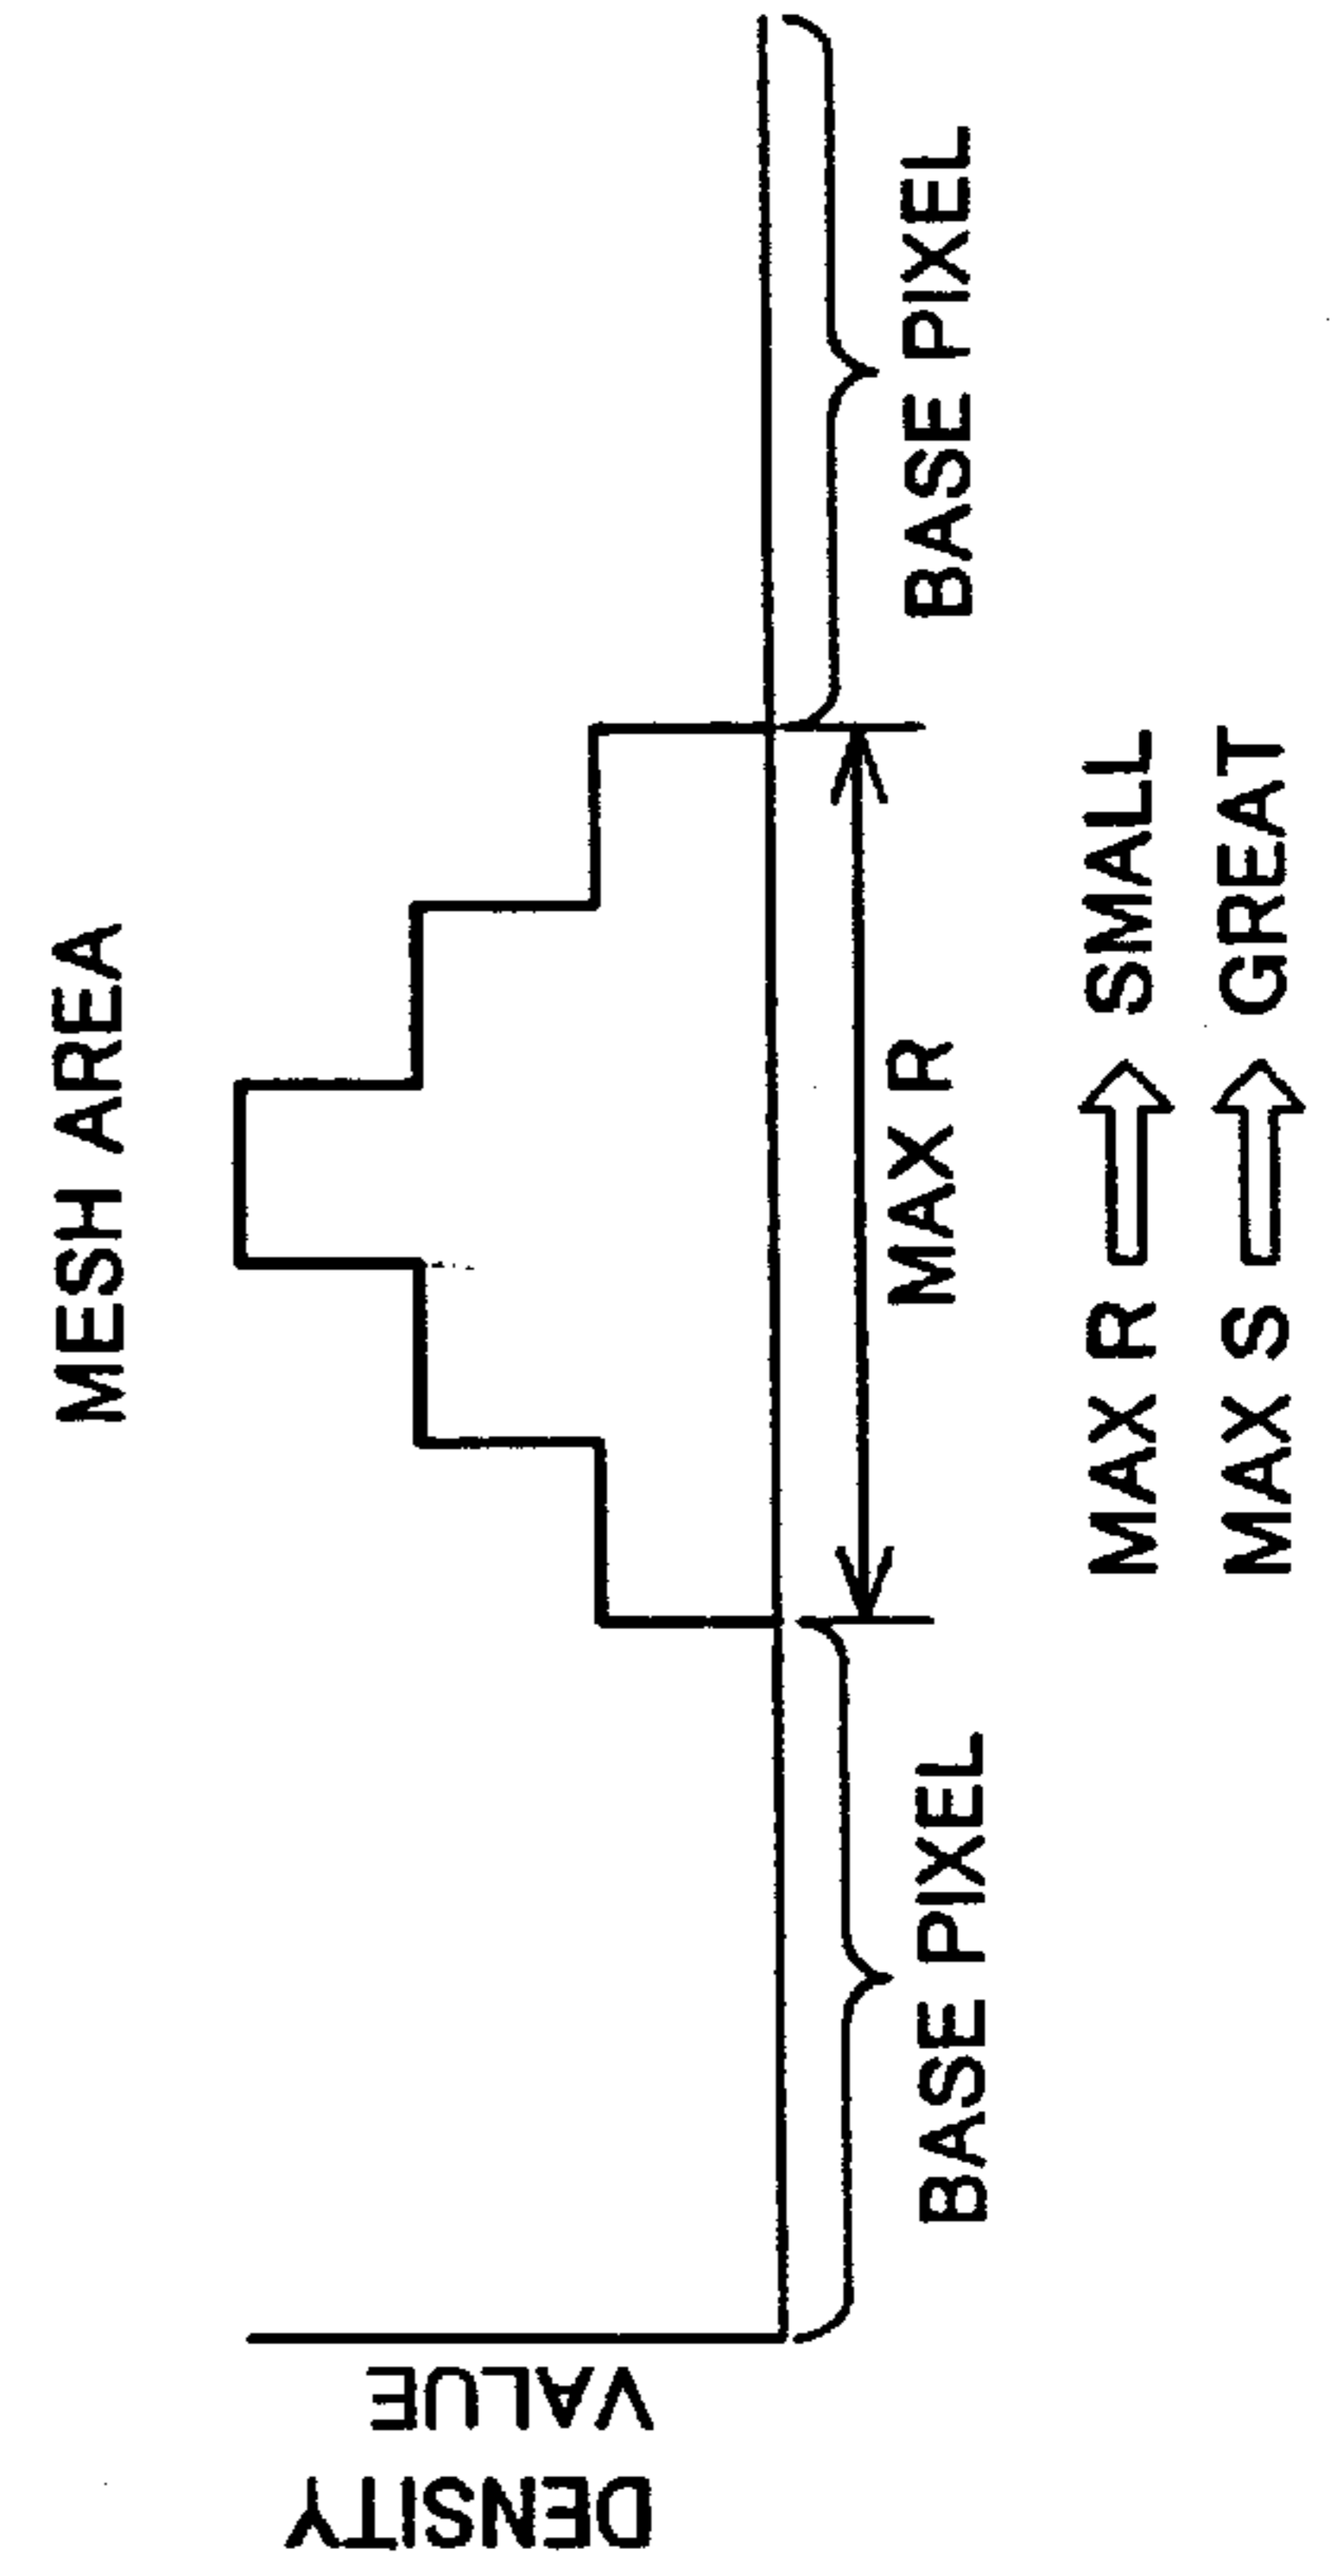 MESH AREA
DENSITY
VALUE
BASE PIXEL
MAX R
BASE PIXEL
MAX R ⇨ SMALL
MAX S ⇨ GREAT